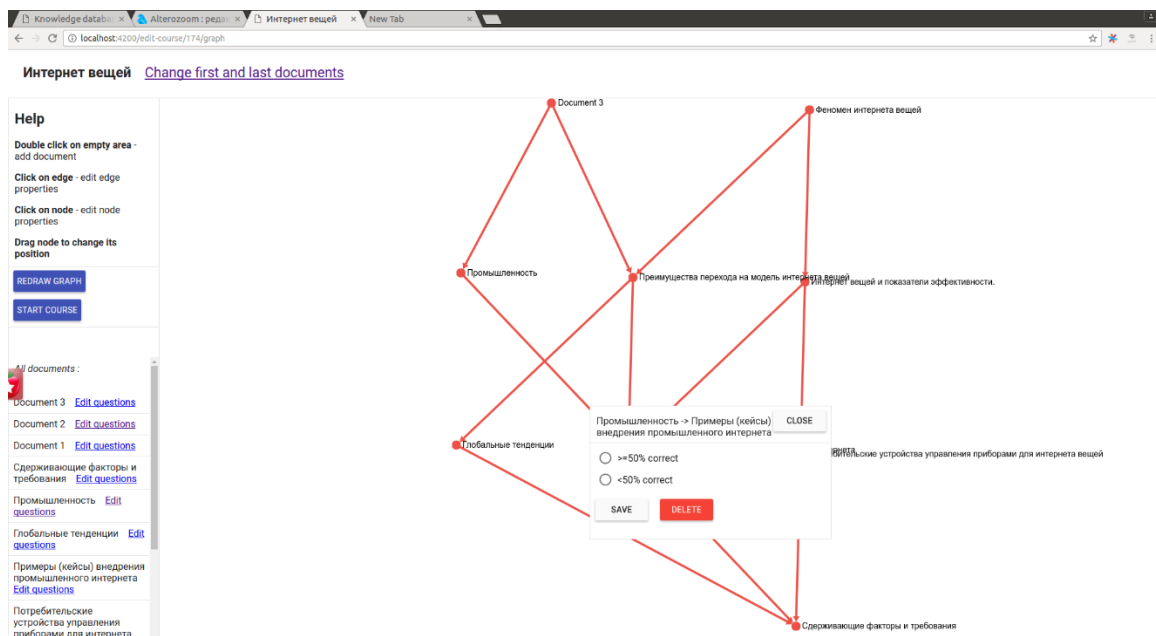 Knowledge databa
Alterozoom : редак
Интернет вещей
New Tab
localhost:4200/edit-course/174/graph
Интернет вещей Change first and last documents
Help
Double click on empty area -
add document
Click on edge - edit edge
properties
Click on node - edit node
properties
Drag node to change its
position
REDRAW GRAPH
START COURSE
All documents :
Document 3 Edit questions
Document 2 Edit questions
Document 1 Edit questions
Сдерживающие факторы и
требования Edit questions
Промышленность Edit
questions
Глобальные тенденции Edit
questions
Примеры (кейсы) внедрения
промышленного интернета
Edit questions
Потребительские
устройства управления
приборами для интернета
Document 3
Феномен интернета вещей
Промышленность
Преимущества перехода на модель интернета вещей
Интернет вещей и показатели эффективности.
Глобальные тенденции
Промышленность -> Примеры (кейсы)
внедрения промышленного интернета
CLOSE
>=50% correct
<50% correct
SAVE
DELETE
устройства управления приборами для интернета вещей
Сдерживающие факторы и требования